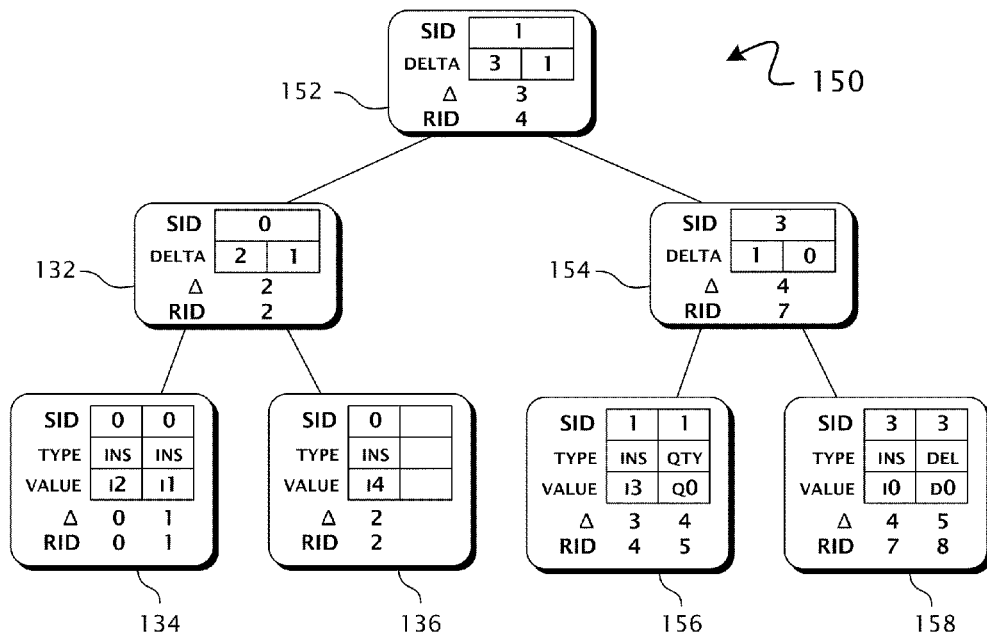 SID 1
DELTA 3 1
Δ 3
RID 4
152
150
SID 0
DELTA 2 1
Δ 2
RID 2
132
SID 3
DELTA 1 0
Δ 4
RID 7
154
SID 0 0
TYPE INS INS
VALUE I2 I1
Δ 0 1
RID 0 1
134
SID 0
TYPE INS
VALUE I4
Δ 2
RID 2
136
SID 1 1
TYPE INS QTY
VALUE I3 Q0
Δ 3 4
RID 4 5
156
SID 3 3
TYPE INS DEL
VALUE I0 D0
Δ 4 5
RID 7 8
158